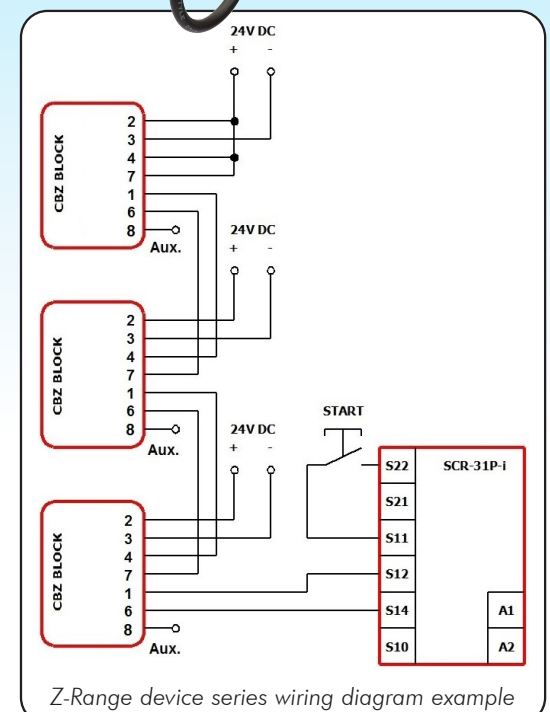 24V DC
+ -
CBZ BLOCK
2
3
4
7
1
6
8
Aux.
24V DC
+ -
CBZ BLOCK
2
3
4
7
1
6
8
Aux.
24V DC
+ -
CBZ BLOCK
2
3
4
7
1
6
8
Aux.
START
SCR-31P-i
S22
S21
S11
S12
S14
S10
A1
A2
Z-Range device series wiring diagram example